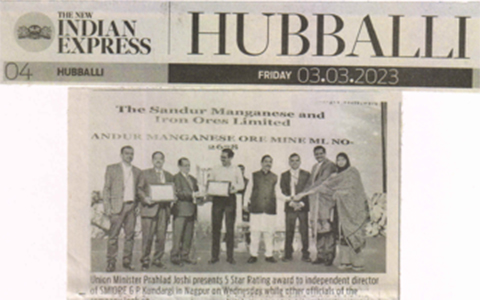 THE NEW
INDIAN
EXPRESS
HUBBALLI
04 HUBBALLI
FRIDAY 03.03.2023
The Sandur Manganese and
Iron Ores Limited
ANDUR MANGANESE ORE MINE ML NO-
Union Minister Prahlad Joshi presents 5 Star Rating award to independent director
of SMIORE G P Kundargi in Nagpur on Wednesday while other officials of the